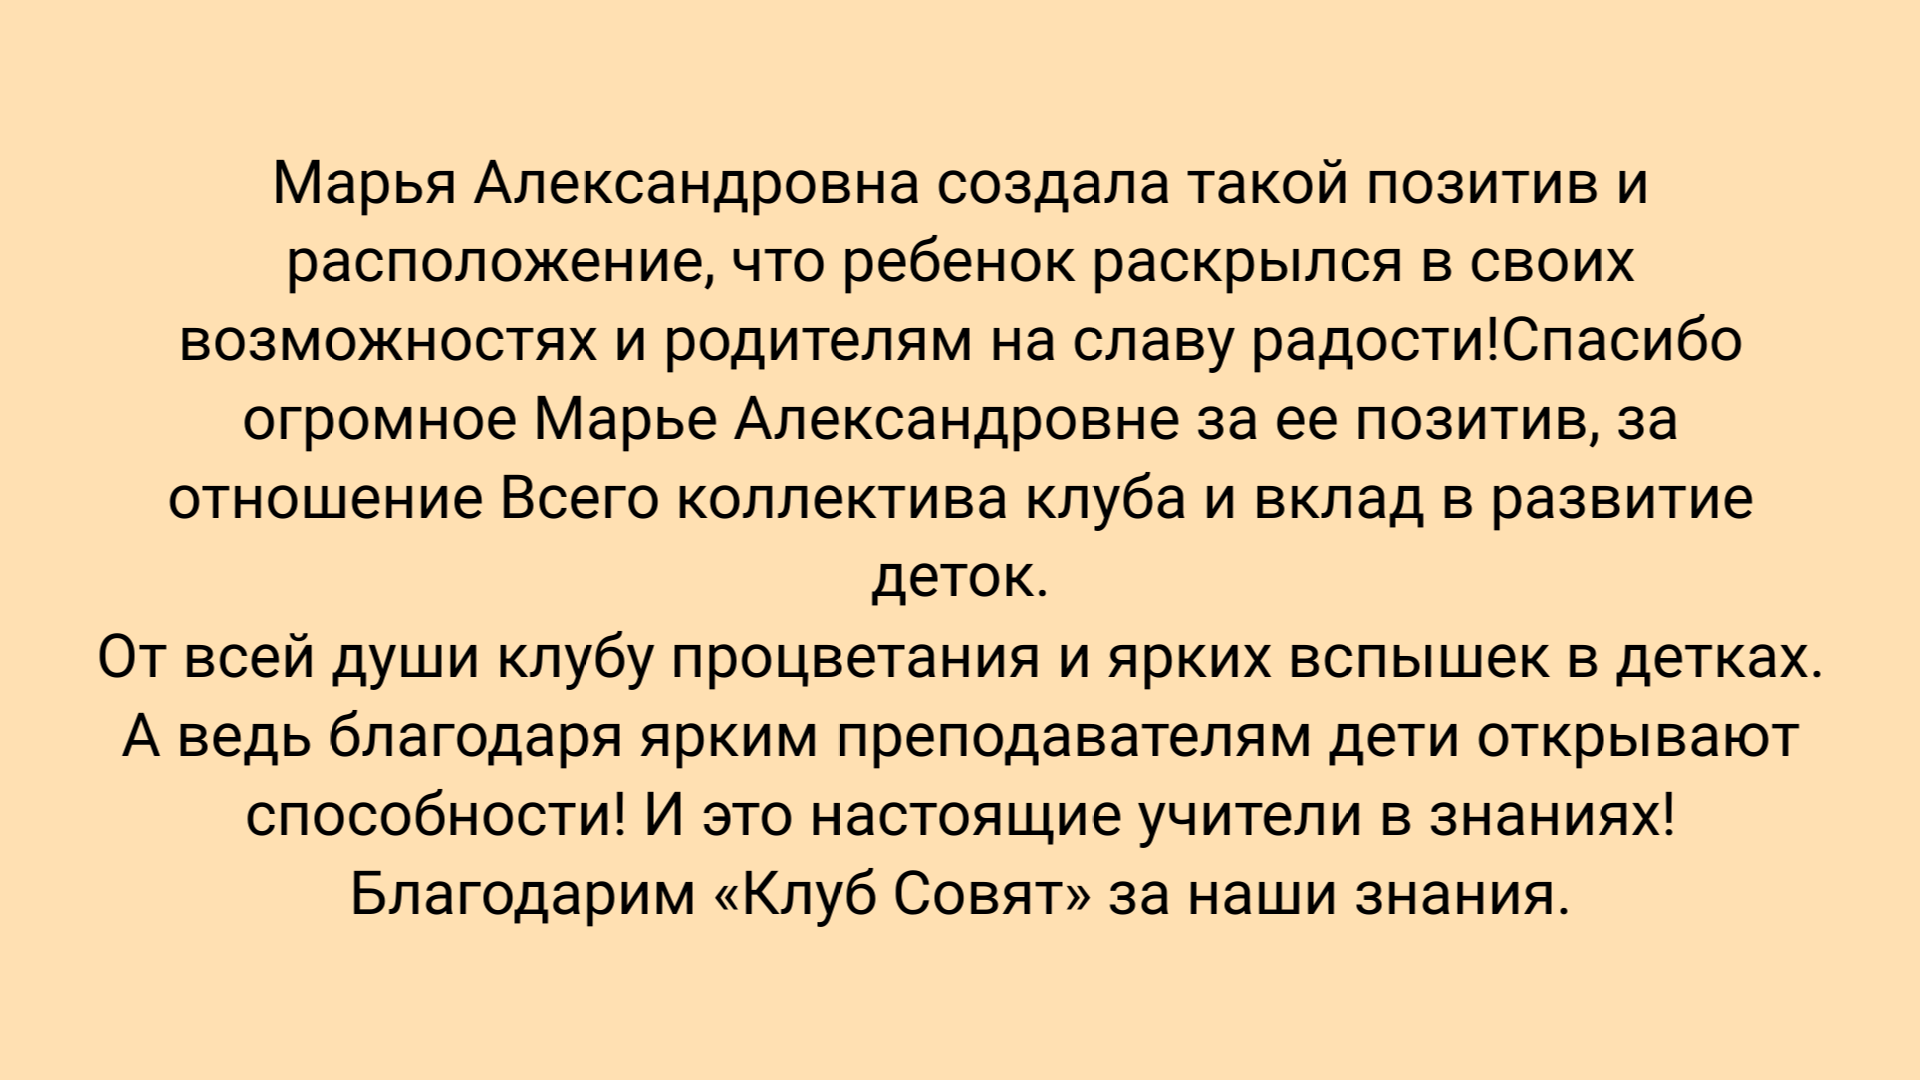 Марья Александровна создала такой позитив и
расположение, что ребенок раскрылся в своих
возможностях и родителям на славу радости!Спасибо
огромное Марье Александровне за ее позитив, за
отношение Всего коллектива клуба и вклад в развитие
деток.
От всей души клубу процветания и ярких вспышек в детках.
А ведь благодаря ярким преподавателям дети открывают
способности! И это настоящие учители в знаниях!
Благодарим «Клуб Совят» за наши знания.